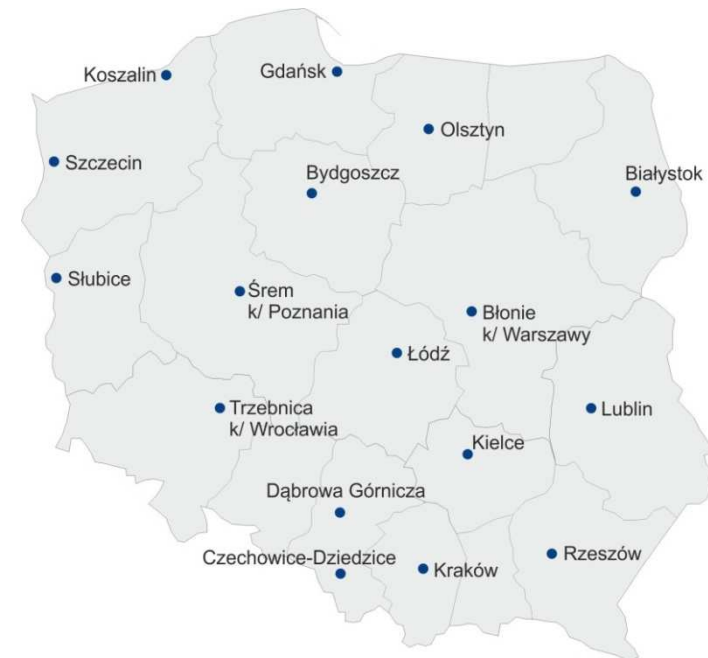 Koszalin
Gdańsk
Olsztyn
Szczecin
Bydgoszcz
Białystok
Słubice
Śrem
k/ Poznania
Błonie
k/ Warszawy
Łódź
Trzebnica
k/ Wrocławia
Lublin
Kielce
Dąbrowa Górnicza
Czechowice-Dziedzice
Kraków
Rzeszów